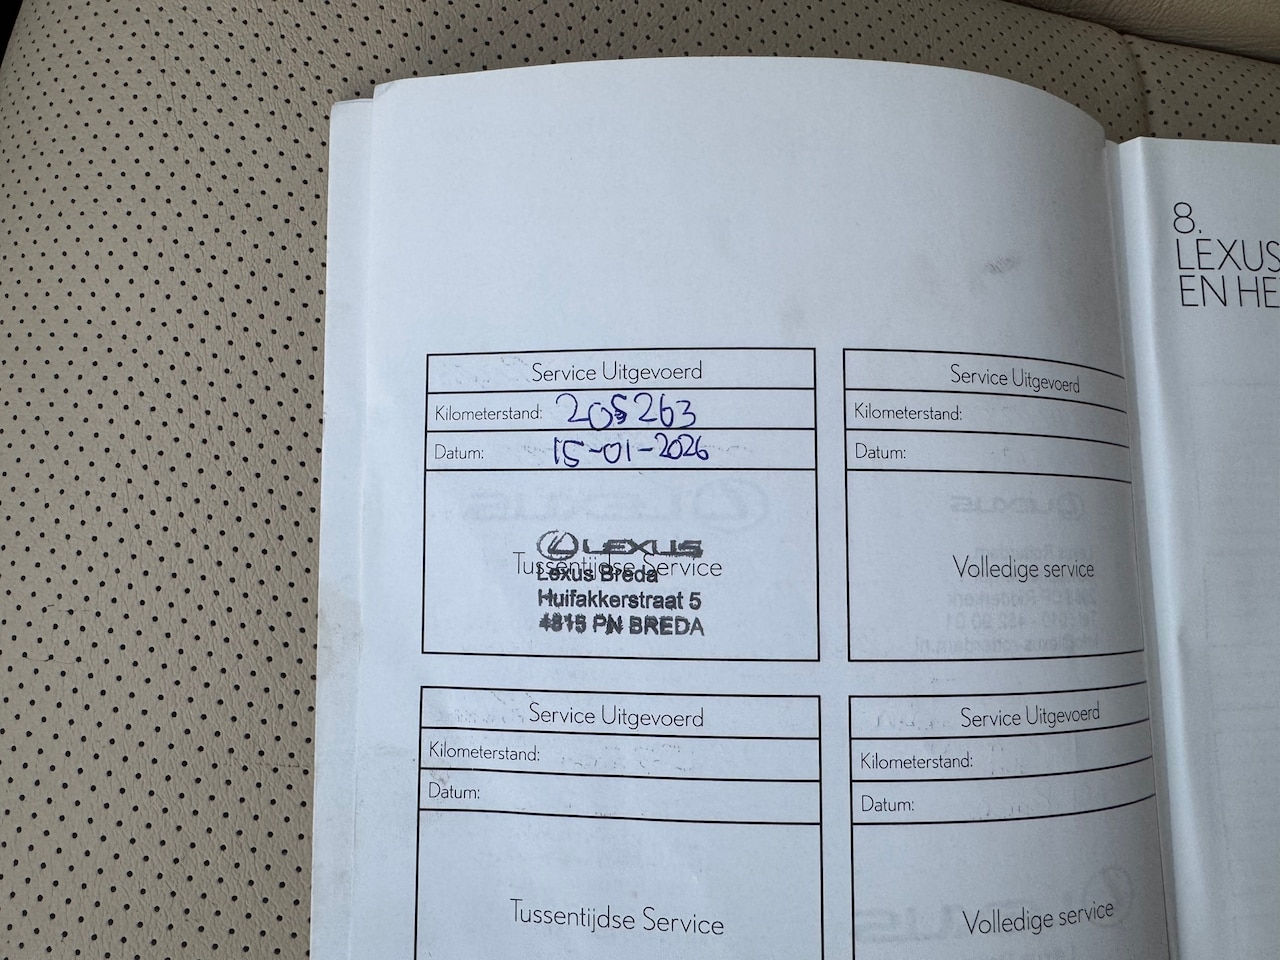 8.
LEXUS
EN HE
Service Uitgevoerd
Kilometerstand: 205263
Datum: 15-01-2026
LEXUS
Tussentijdse Service
Lexus Breda
Huifakkerstraat 5
4815 PN BREDA
Service Uitgevoerd
Kilometerstand:
Datum:
Volledige service
Service Uitgevoerd
Kilometerstand:
Datum:
Tussentijdse Service
Service Uitgevoerd
Kilometerstand:
Datum:
Volledige service